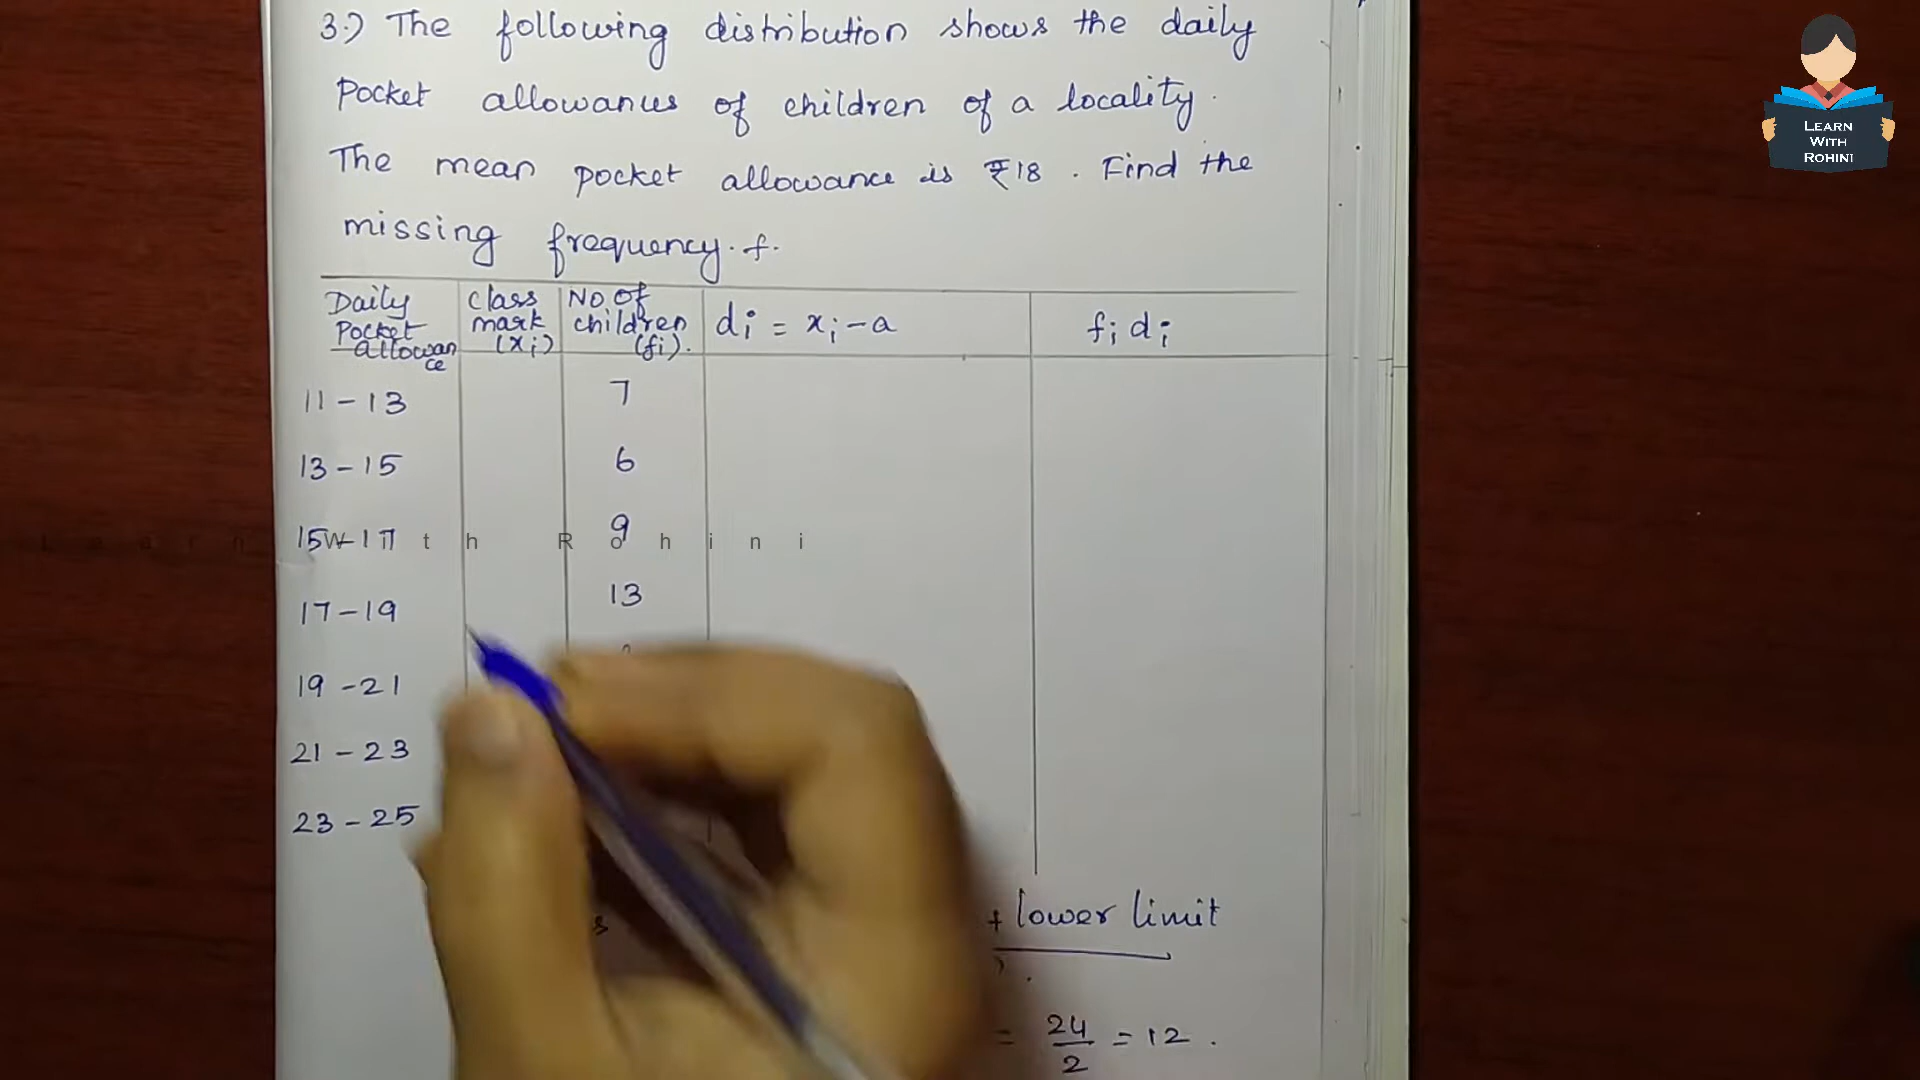 3.) The following distribution shows the daily
Pocket allowances of children of a locality.
The mean pocket allowance is ₹18. Find the
missing frequency. f.
Daily Pocket allowance
class mark (xi)
No. of children (fi).
di = xi - a
fi di
11 - 13 7
13 - 15 6
15 - 17 9
17 - 19 13
19 - 21
21 - 23
23 - 25
+ lower limit
= 24/2 = 12.
LEARN
WITH
ROHINI
Learn With Rohini